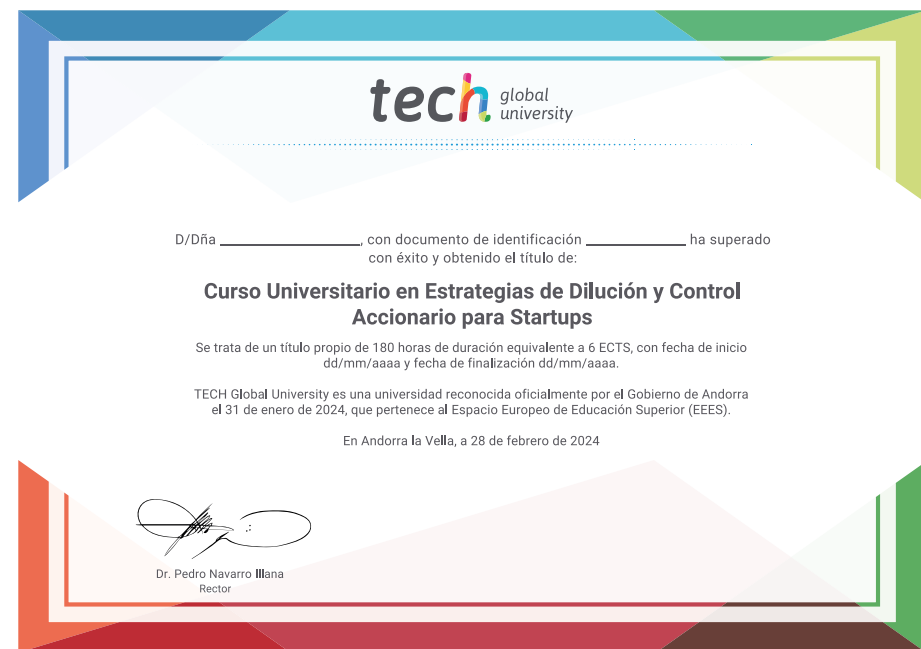 tech global university
D/Dña ____________________, con documento de identificación ______________ ha superado
con éxito y obtenido el título de:
Curso Universitario en Estrategias de Dilución y Control
Accionario para Startups
Se trata de un título propio de 180 horas de duración equivalente a 6 ECTS, con fecha de inicio
dd/mm/aaaa y fecha de finalización dd/mm/aaaa.
TECH Global University es una universidad reconocida oficialmente por el Gobierno de Andorra
el 31 de enero de 2024, que pertenece al Espacio Europeo de Educación Superior (EEES).
En Andorra la Vella, a 28 de febrero de 2024
Dr. Pedro Navarro Illana
Rector